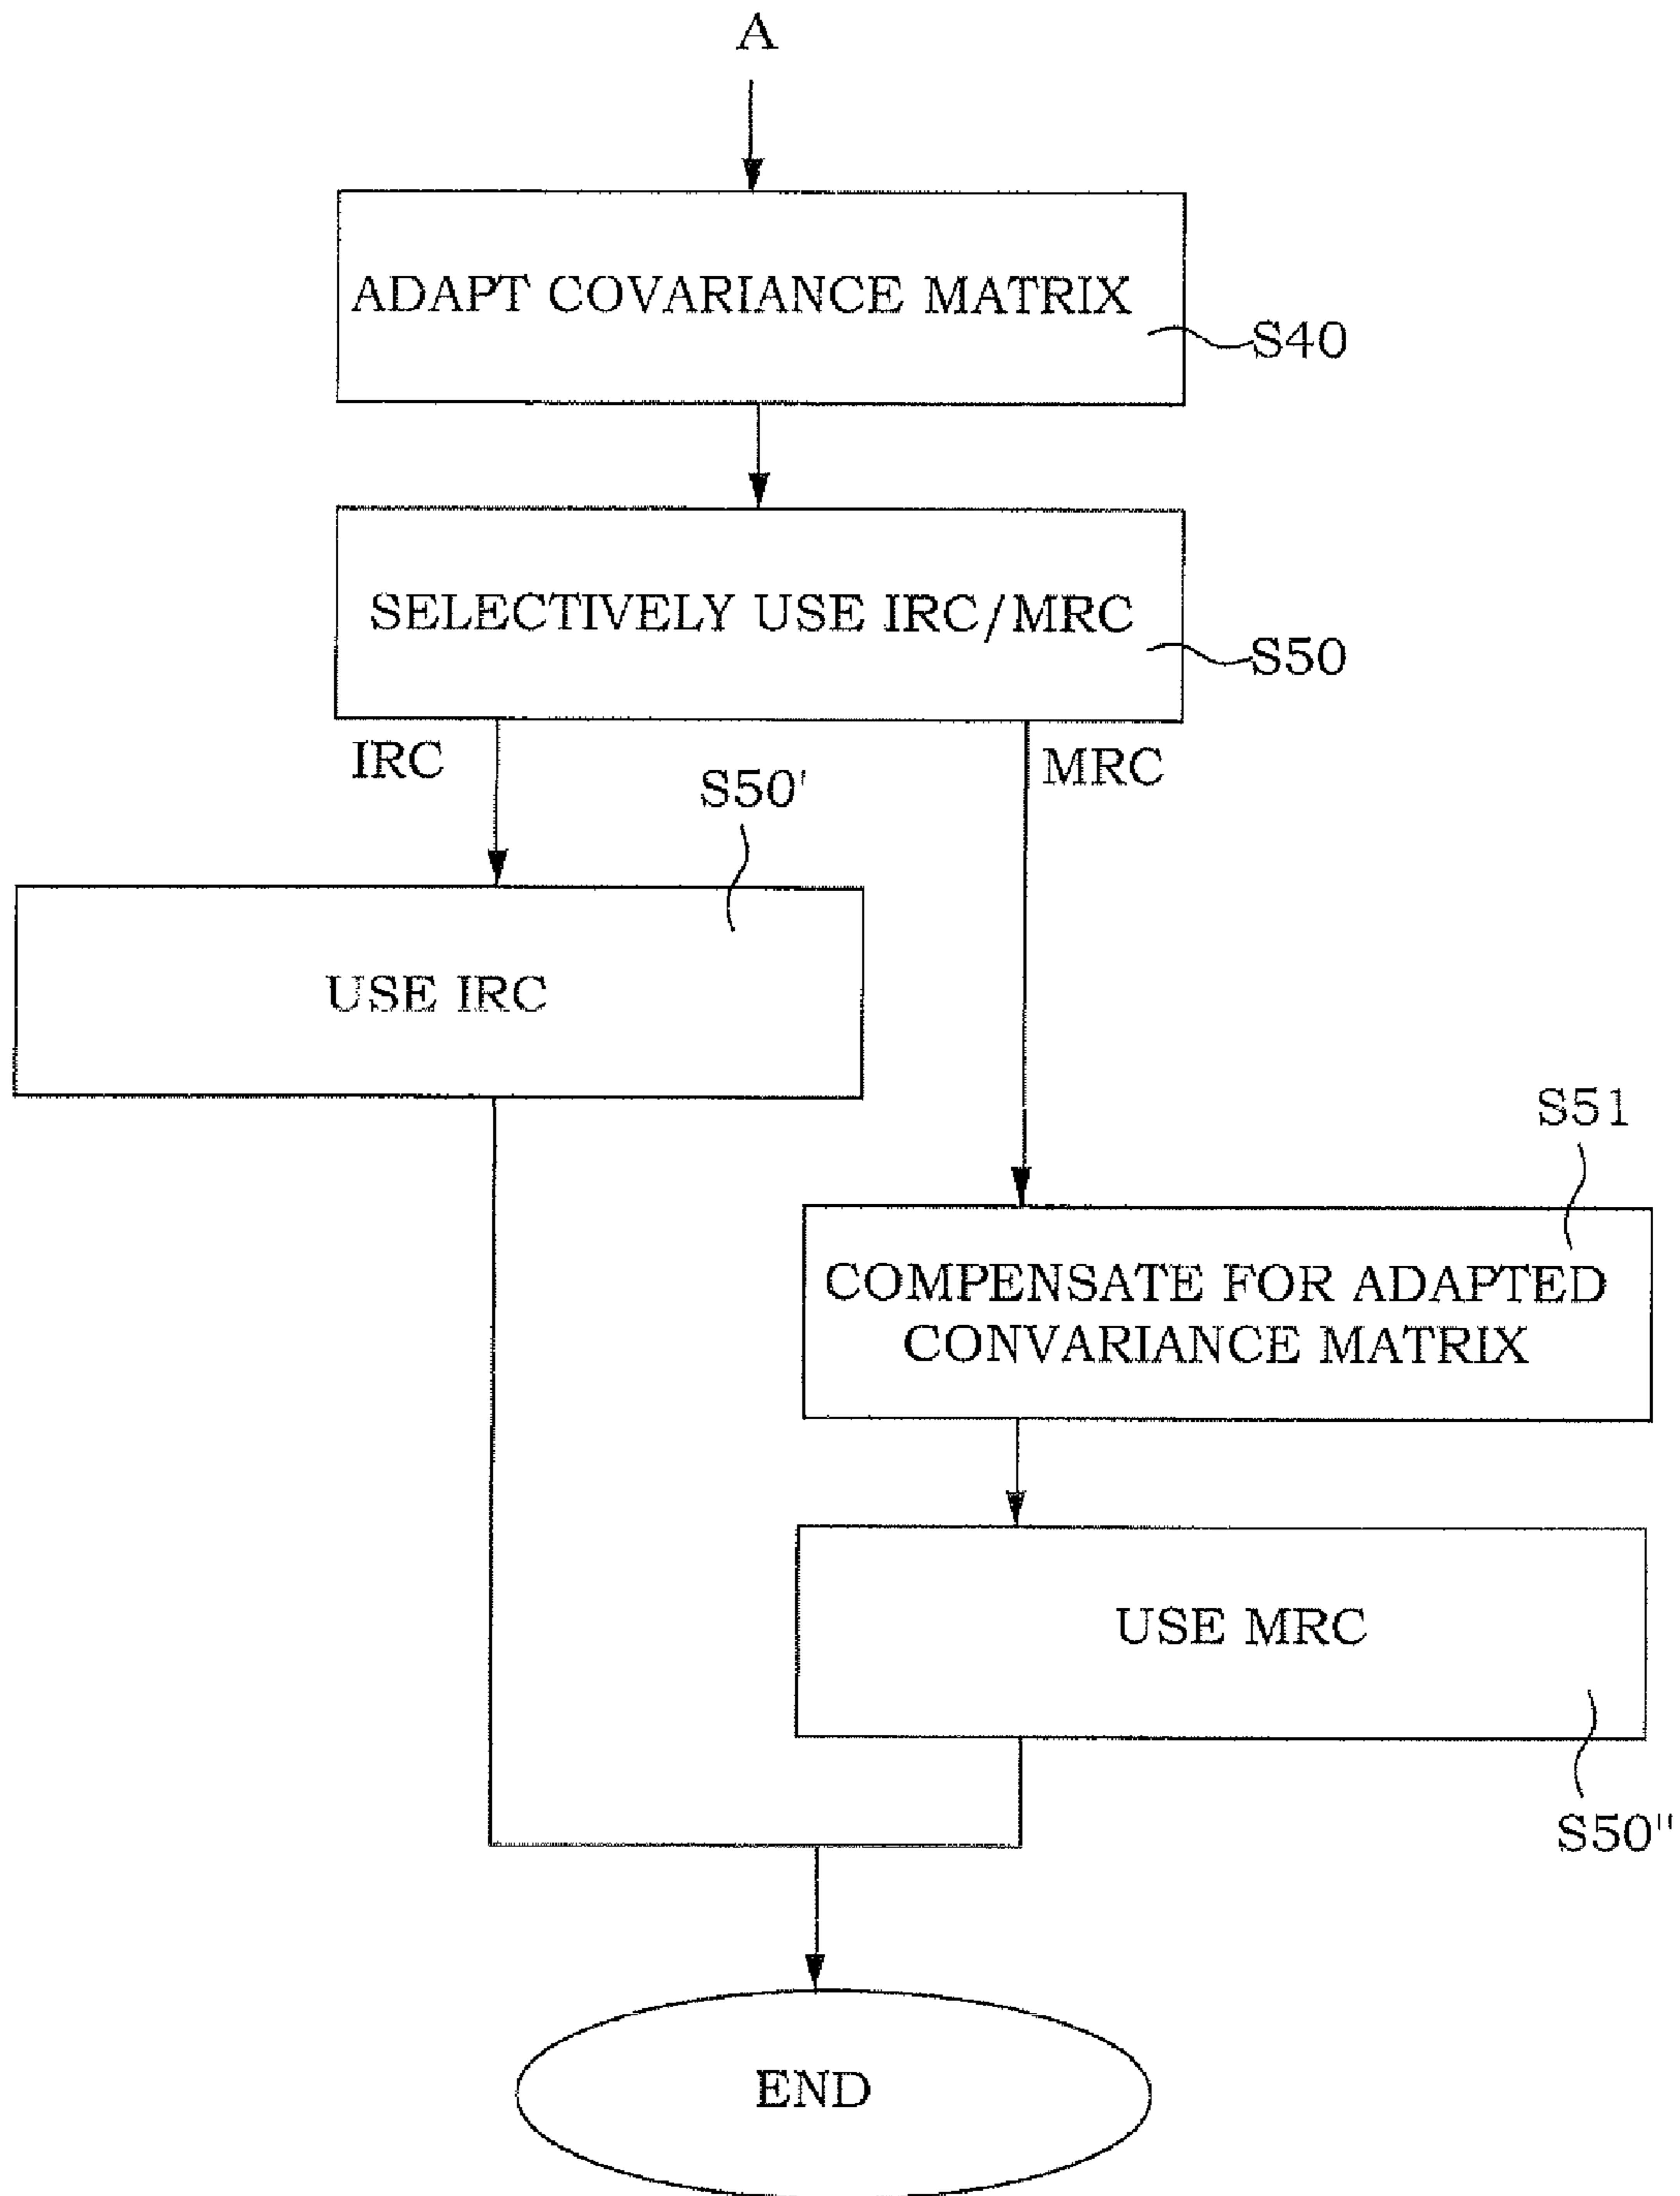 A
ADAPT COVARIANCE MATRIX
S40
SELECTIVELY USE IRC/MRC
S50
IRC
MRC
S50'
USE IRC
S51
COMPENSATE FOR ADAPTED
CONVARIANCE MATRIX
USE MRC
S50"
END